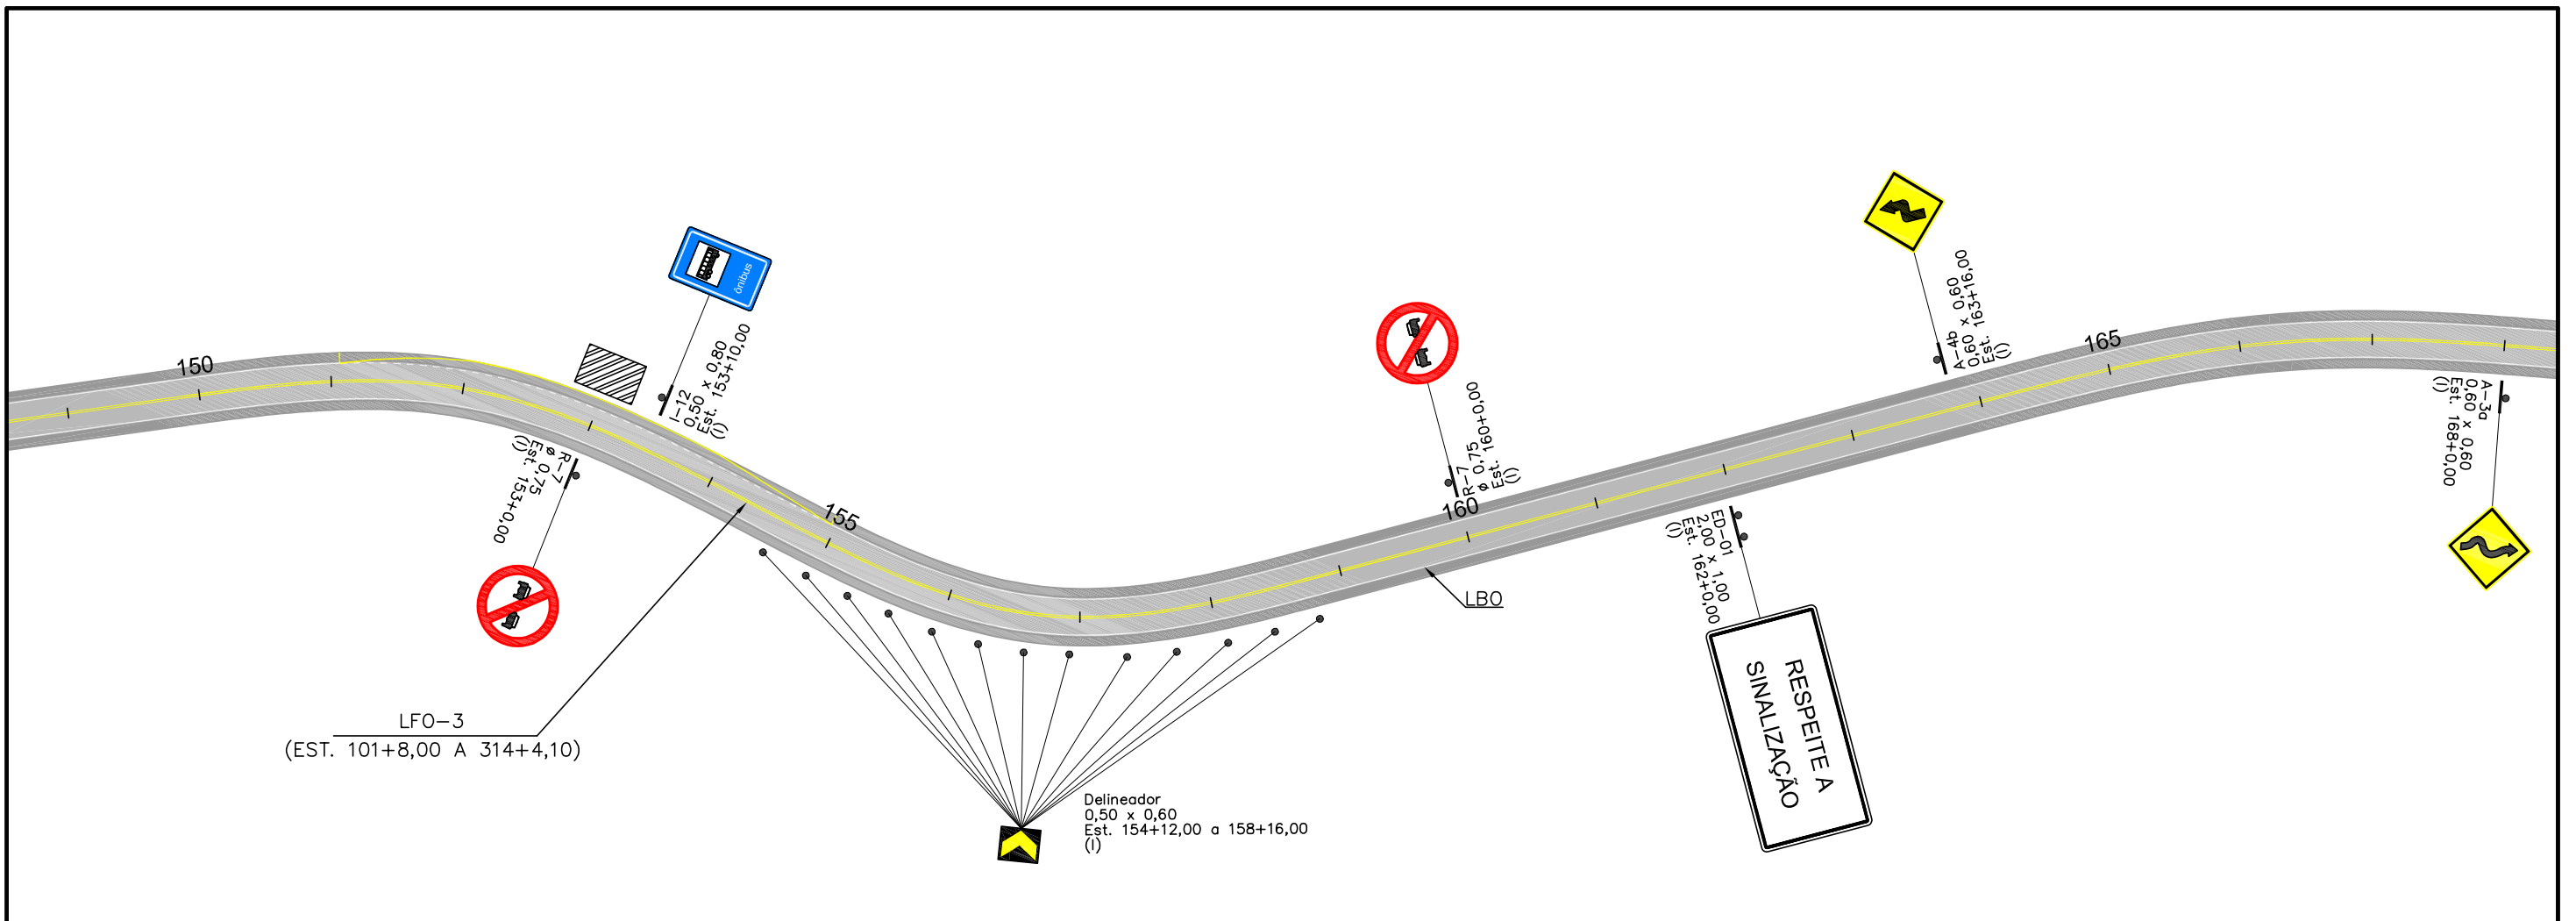 150
ônibus
I-12
0,50 x 0,80
Est. 153+10,00
(I)
R-7
ø 0,75
Est. 153+0,00
(I)
155
LFO-3
(EST. 101+8,00 A 314+4,10)
Delineador
0,50 x 0,60
Est. 154+12,00 a 158+16,00
(I)
R-7
ø 0,75
Est. 160+0,00
(I)
160
LBO
ED-01
2,00 x 1,00
Est. 162+0,00
(I)
RESPEITE A
SINALIZAÇÃO
A-4b
0,60 x 0,60
Est. 163+16,00
(I)
165
A-3a
0,60 x 0,60
Est. 168+0,00
(I)